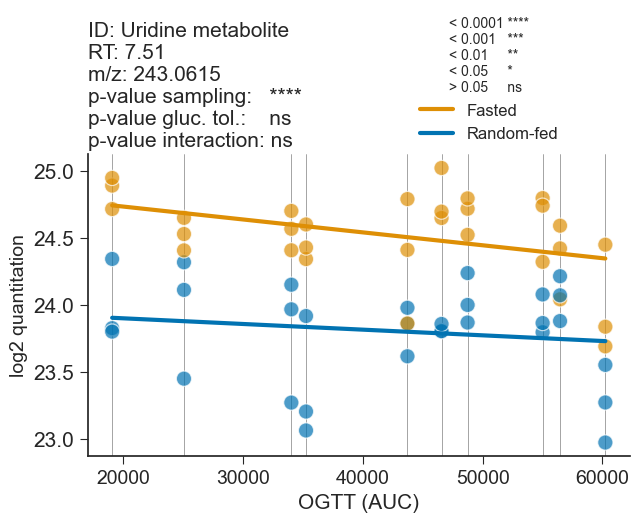 ID: Uridine metabolite
RT: 7.51
m/z: 243.0615
p-value sampling: ****
p-value gluc. tol.: ns
p-value interaction: ns
< 0.0001 ****
< 0.001 ***
< 0.01 **
< 0.05 *
> 0.05 ns
Fasted
Random-fed
25.0
24.5
24.0
23.5
23.0
log2 quantitation
20000 30000 40000 50000 60000
OGTT (AUC)